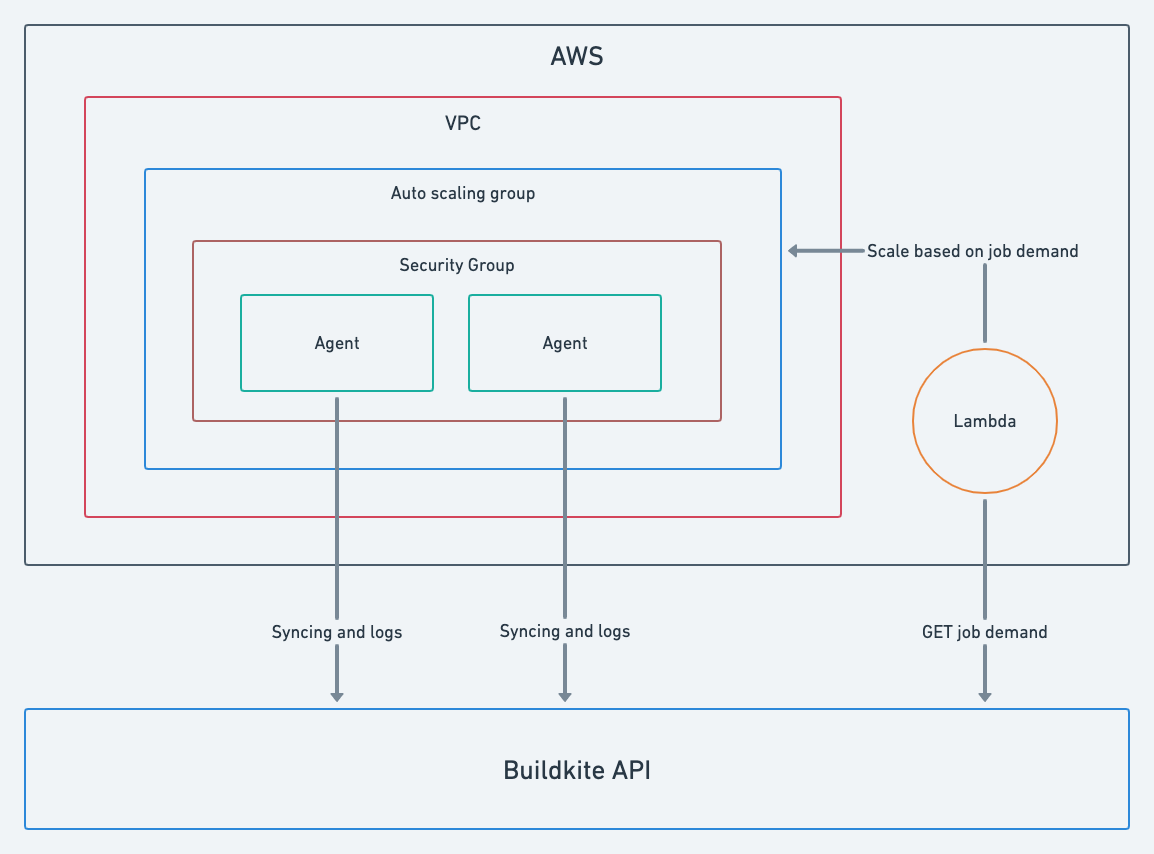 AWS
VPC
Auto scaling group
Security Group
Scale based on job demand
Agent
Agent
Lambda
Syncing and logs
Syncing and logs
GET job demand
Buildkite API